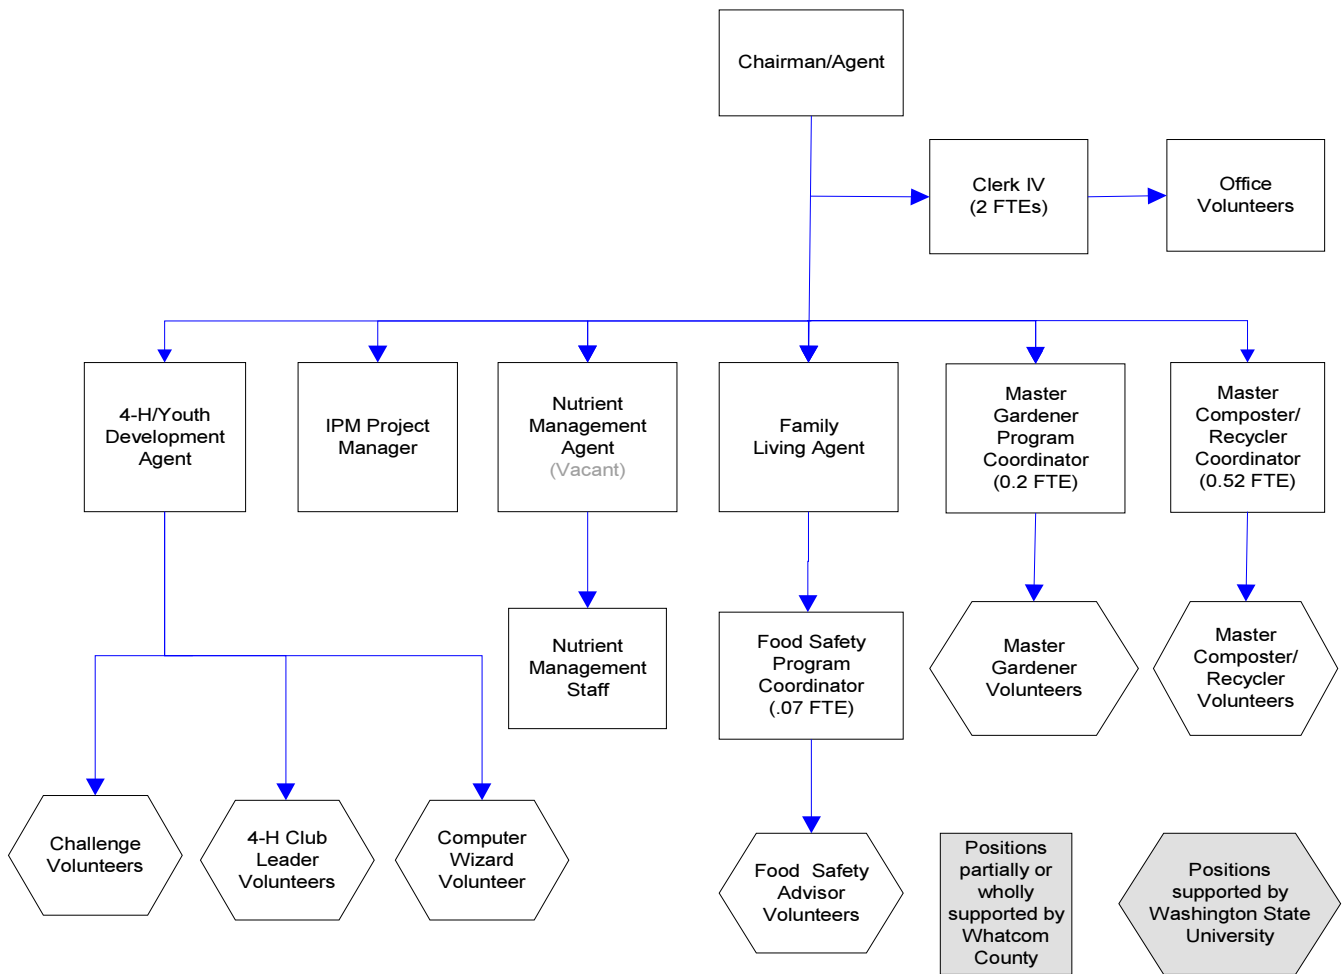 Chairman/Agent
Clerk IV
(2 FTEs)
Office
Volunteers
4-H/Youth
Development
Agent
IPM Project
Manager
Nutrient
Management
Agent
(Vacant)
Family
Living Agent
Master
Gardener
Program
Coordinator
(0.2 FTE)
Master
Composter/
Recycler
Coordinator
(0.52 FTE)
Nutrient
Management
Staff
Food Safety
Program
Coordinator
(.07 FTE)
Master
Gardener
Volunteers
Master
Composter/
Recycler
Volunteers
Challenge
Volunteers
4-H Club
Leader
Volunteers
Computer
Wizard
Volunteer
Food  Safety
Advisor
Volunteers
Positions
partially or
wholly
supported by
Whatcom
County
Positions
supported by
Washington State
University